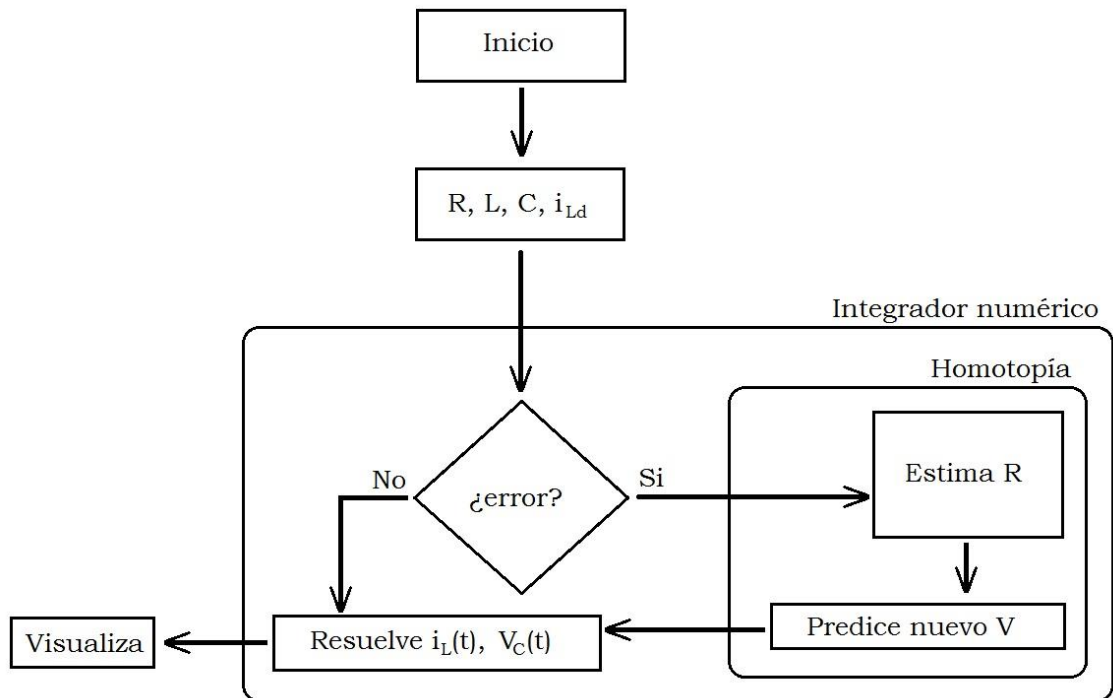 Inicio
R, L, C, i_Ld
Integrador numérico
Homotopía
Estima R
No
Si
¿error?
Predice nuevo V
Resuelve i_L(t), V_C(t)
Visualiza